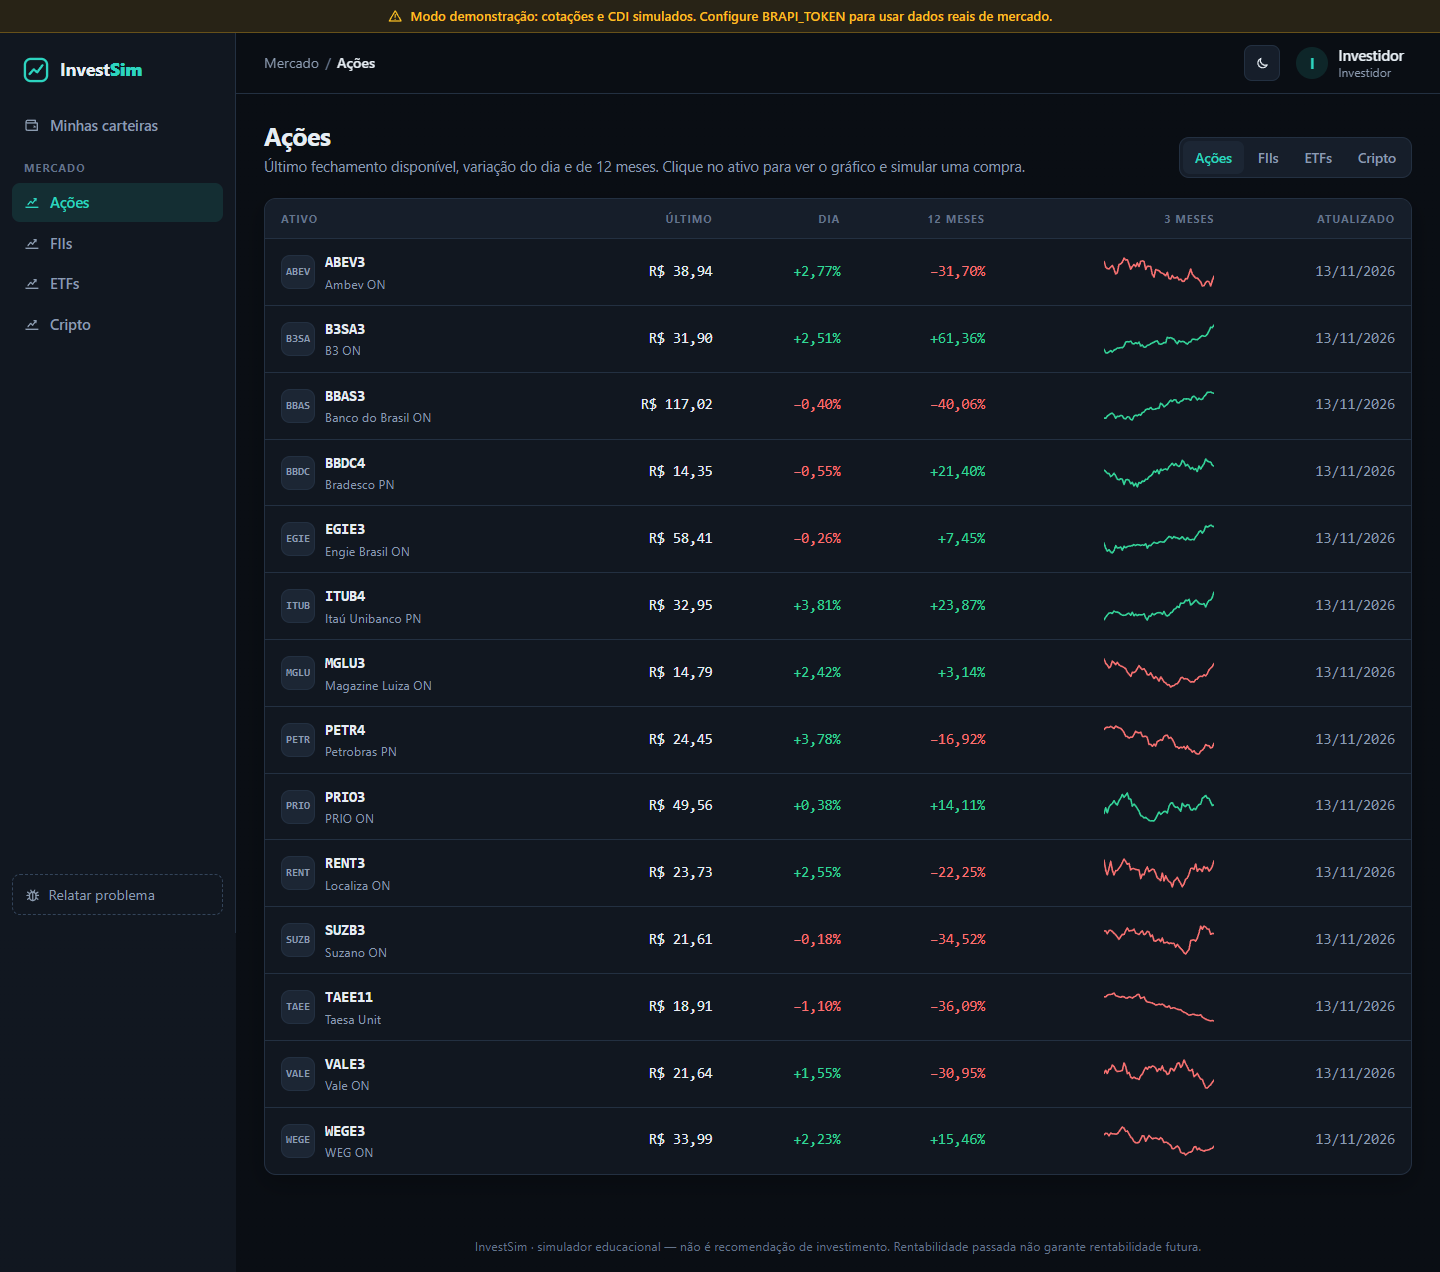 Modo demonstração: cotações e CDI simulados. Configure BRAPI_TOKEN para usar dados reais de mercado.
InvestSim
Mercado / Ações
I
Investidor
Investidor
Minhas carteiras
MERCADO
Ações
FIIs
ETFs
Cripto
Relatar problema
Ações
Último fechamento disponível, variação do dia e de 12 meses. Clique no ativo para ver o gráfico e simular uma compra.
Ações FIIs ETFs Cripto
ATIVO ÚLTIMO DIA 12 MESES 3 MESES ATUALIZADO
ABEV ABEV3 R$ 38,94 +2,77% −31,70% 13/11/2026
Ambev ON
B3SA B3SA3 R$ 31,90 +2,51% +61,36% 13/11/2026
B3 ON
BBAS BBAS3 R$ 117,02 −0,40% −40,06% 13/11/2026
Banco do Brasil ON
BBDC BBDC4 R$ 14,35 −0,55% +21,40% 13/11/2026
Bradesco PN
EGIE EGIE3 R$ 58,41 −0,26% +7,45% 13/11/2026
Engie Brasil ON
ITUB ITUB4 R$ 32,95 +3,81% +23,87% 13/11/2026
Itaú Unibanco PN
MGLU MGLU3 R$ 14,79 +2,42% +3,14% 13/11/2026
Magazine Luiza ON
PETR PETR4 R$ 24,45 +3,78% −16,92% 13/11/2026
Petrobras PN
PRIO PRIO3 R$ 49,56 +0,38% +14,11% 13/11/2026
PRIO ON
RENT RENT3 R$ 23,73 +2,55% −22,25% 13/11/2026
Localiza ON
SUZB SUZB3 R$ 21,61 −0,18% −34,52% 13/11/2026
Suzano ON
TAEE TAEE11 R$ 18,91 −1,10% −36,09% 13/11/2026
Taesa Unit
VALE VALE3 R$ 21,64 +1,55% −30,95% 13/11/2026
Vale ON
WEGE WEGE3 R$ 33,99 +2,23% +15,46% 13/11/2026
WEG ON
InvestSim · simulador educacional — não é recomendação de investimento. Rentabilidade passada não garante rentabilidade futura.